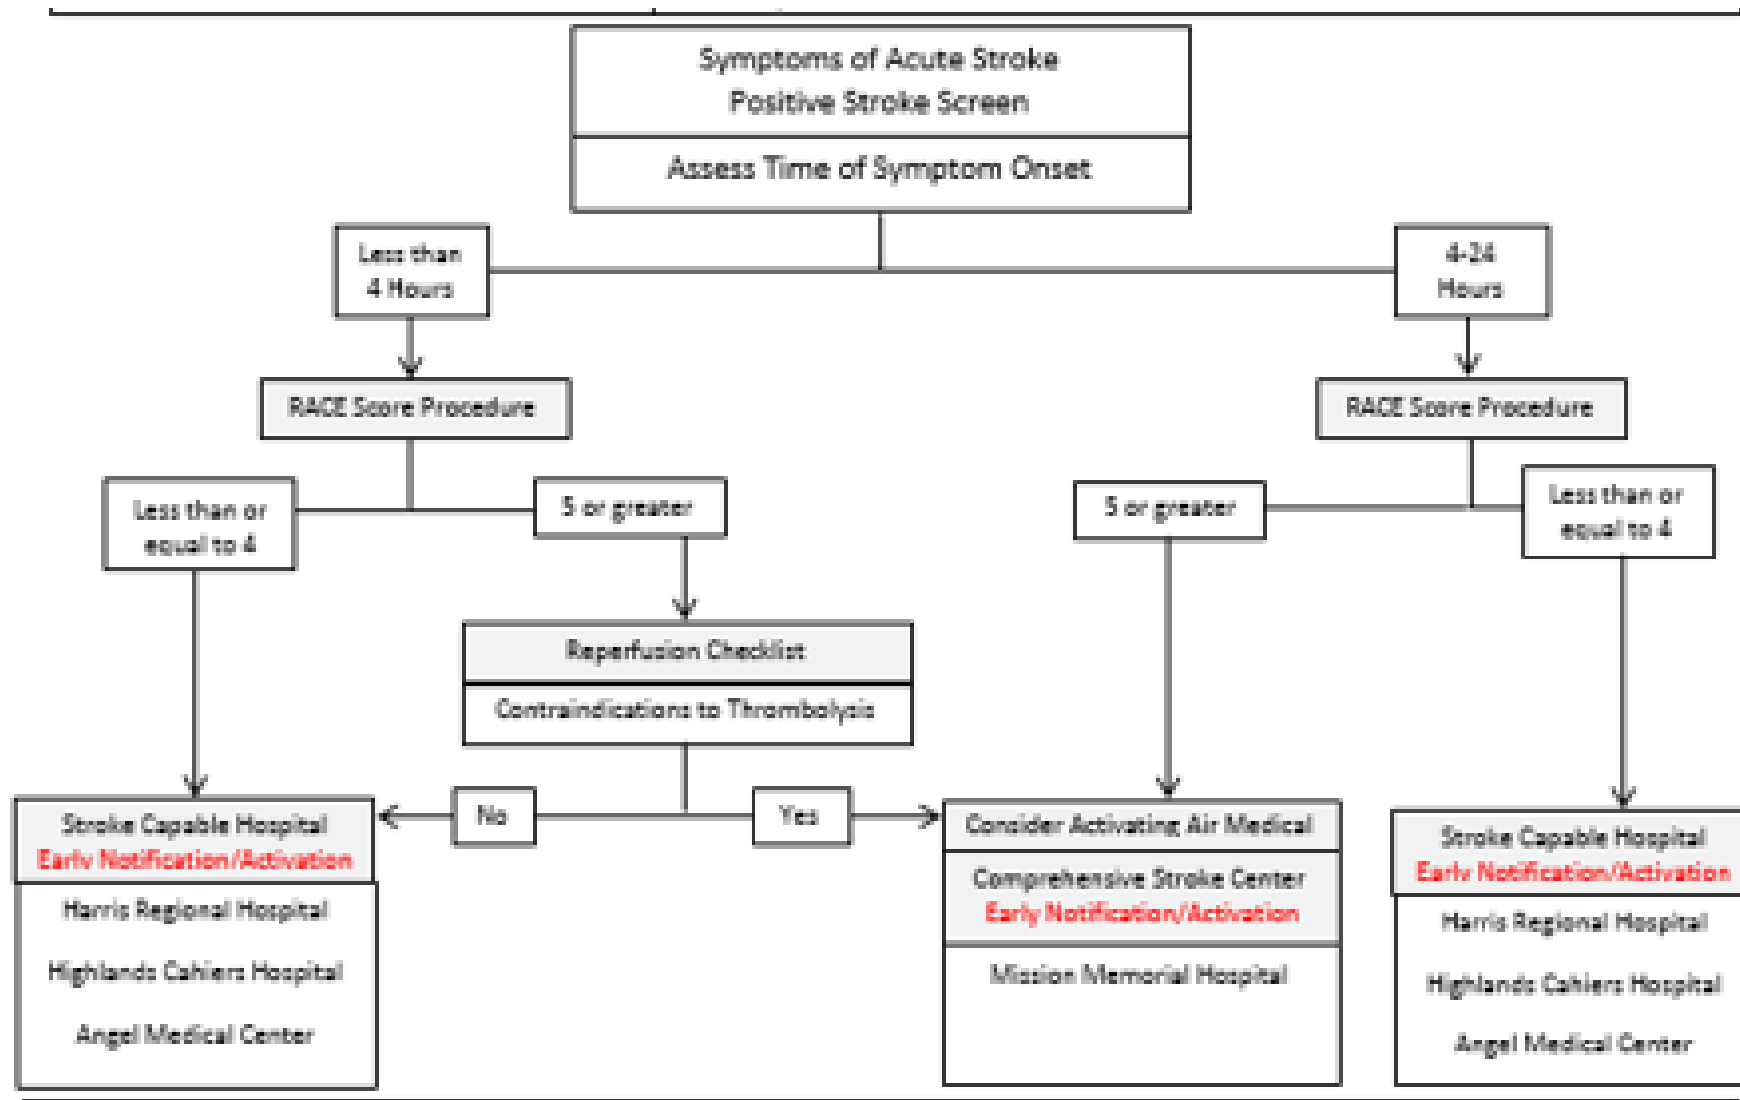 Symptoms of Acute Stroke
Positive Stroke Screen
Assess Time of Symptom Onset
Less than
4 Hours
4-24
Hours
RACE Score Procedure
RACE Score Procedure
Less than or
equal to 4
5 or greater
5 or greater
Less than or
equal to 4
Reperfusion Checklist
Contraindications to Thrombolysis
No
Yes
Stroke Capable Hospital
Early Notification/Activation
Harris Regional Hospital
Highlands Cahiers Hospital
Angel Medical Center
Consider Activating Air Medical
Comprehensive Stroke Center
Early Notification/Activation
Mission Memorial Hospital
Stroke Capable Hospital
Early Notification/Activation
Harris Regional Hospital
Highlands Cahiers Hospital
Angel Medical Center